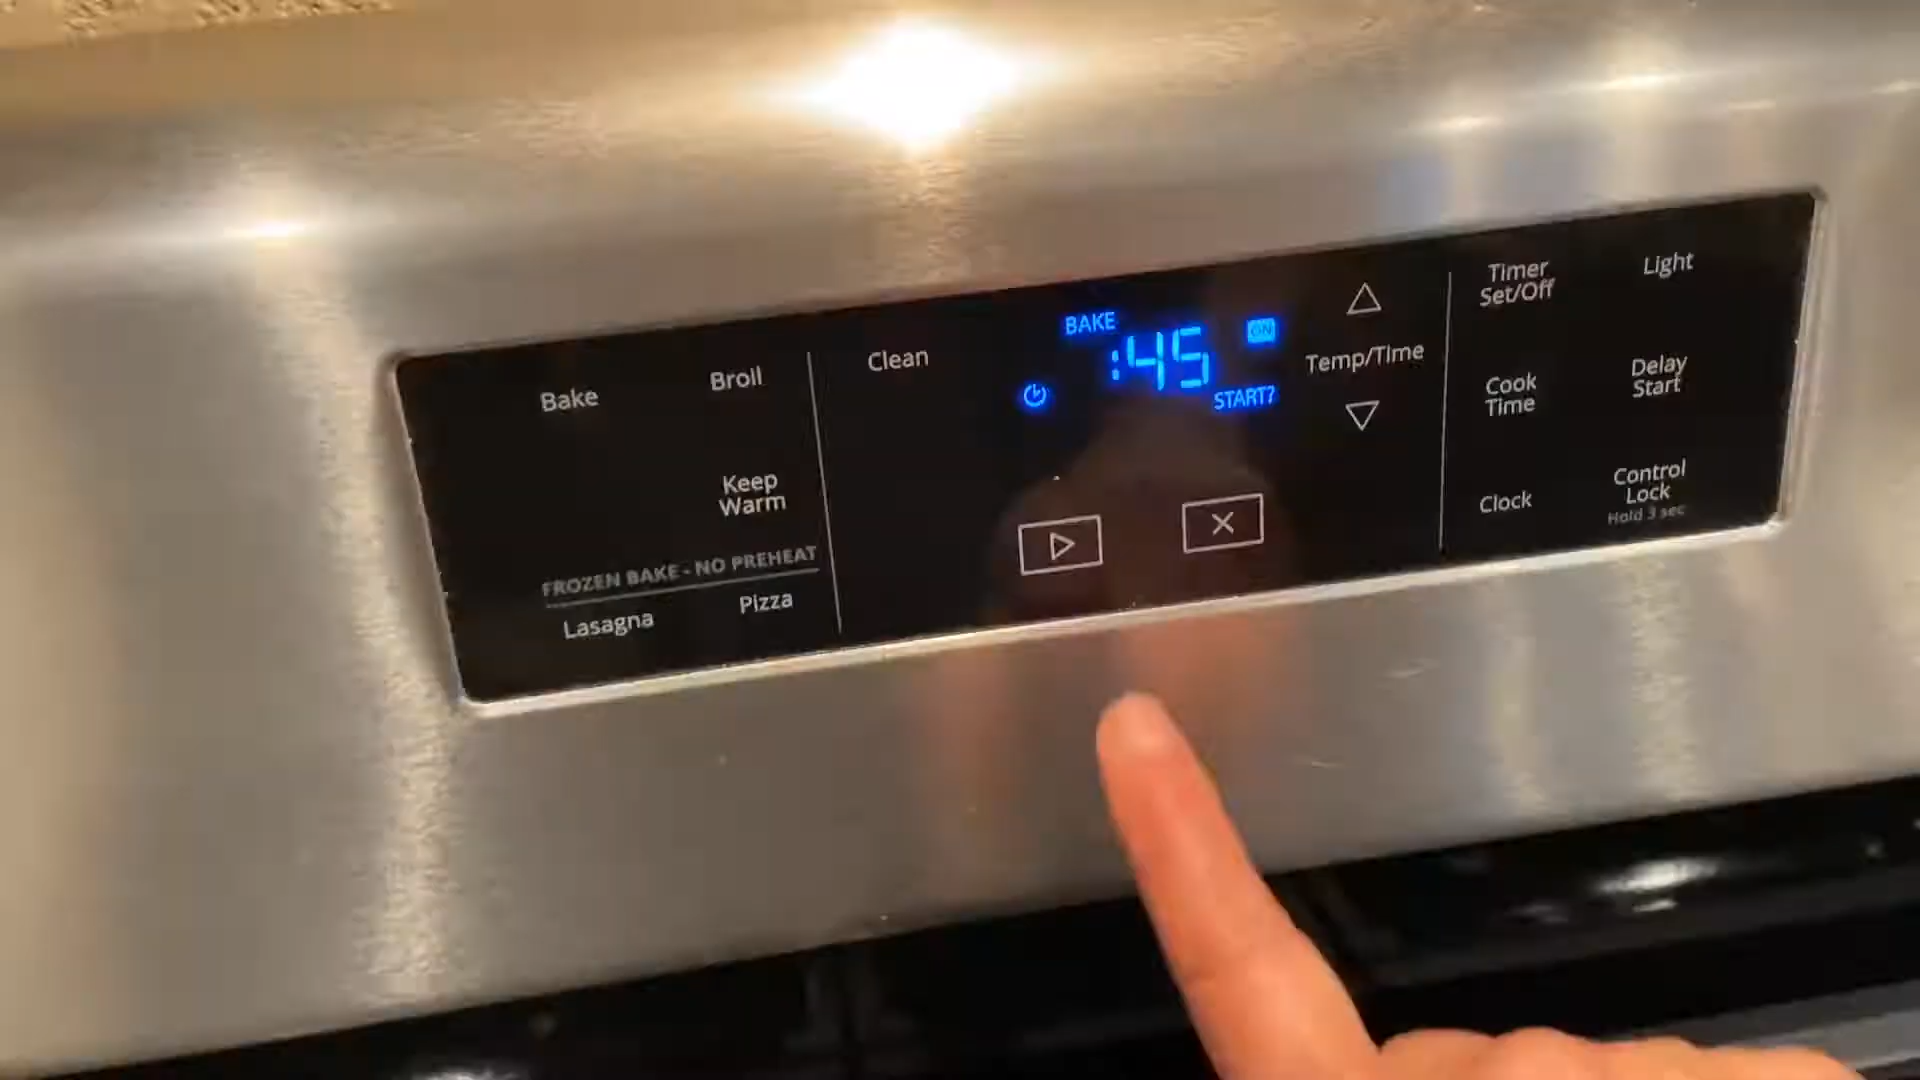 Bake
Broil
Keep
Warm
FROZEN BAKE - NO PREHEAT
Lasagna
Pizza
Clean
BAKE
:45
ON
START?
Temp/Time
Timer
Set/Off
Light
Cook
Time
Delay
Start
Clock
Control
Lock
Hold 3 sec